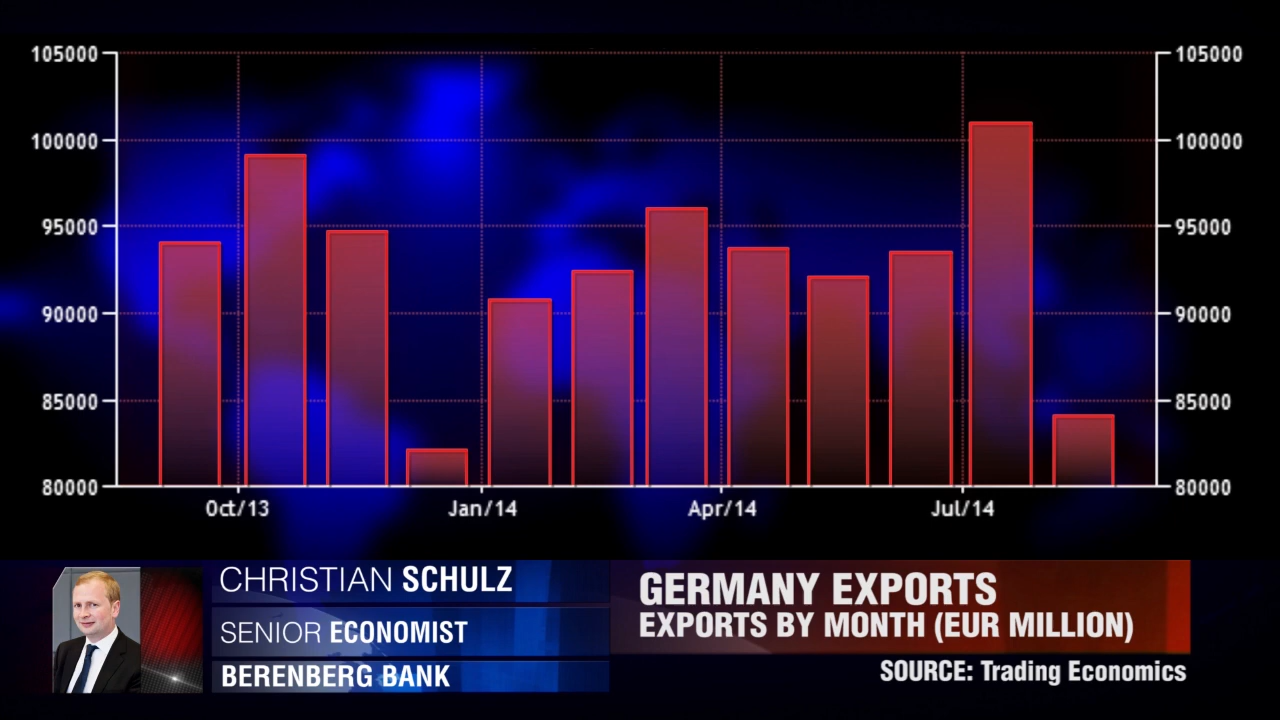 105000
100000
95000
90000
85000
80000
105000
100000
95000
90000
85000
80000
Oct/13 Jan/14 Apr/14 Jul/14
CHRISTIAN SCHULZ
SENIOR ECONOMIST
BERENBERG BANK
GERMANY EXPORTS
EXPORTS BY MONTH (EUR MILLION)
SOURCE: Trading Economics